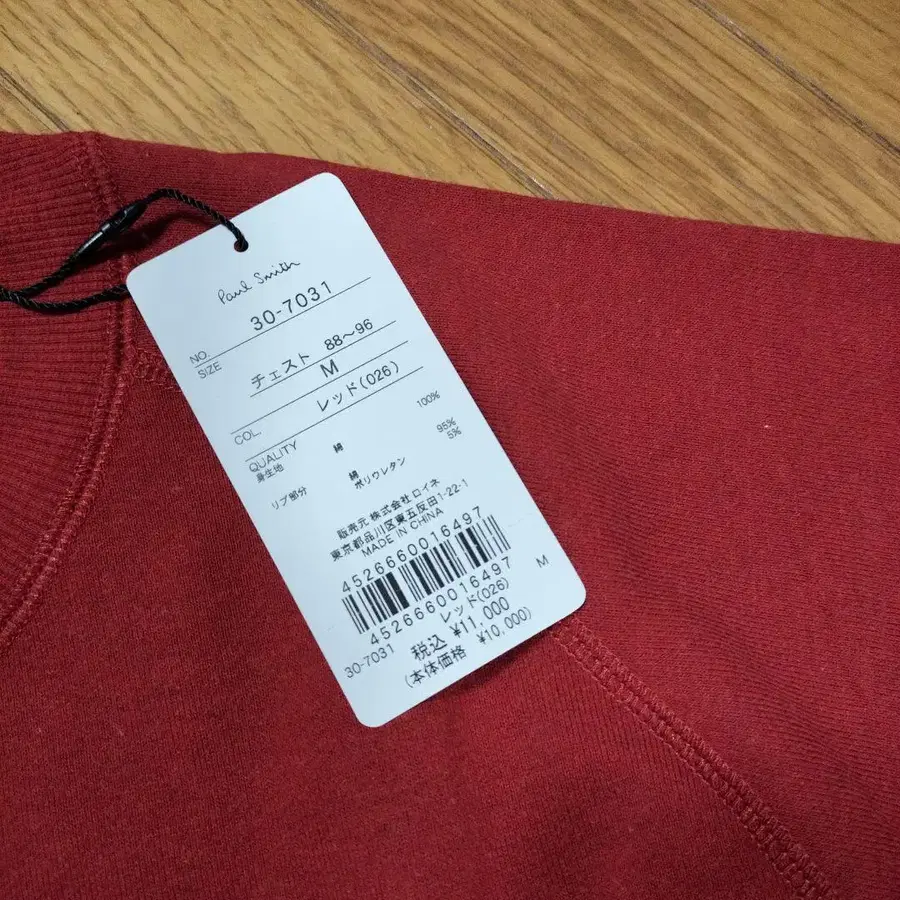 Paul Smith
NO. 30-7031
SIZE チェスト 88~96
M
COL. レッド(026)
QUALITY
身生地 綿 100%
リブ部分 綿 95%
ポリウレタン 5%
販売元 株式会社ロイネ
東京都品川区東五反田1-22-1
MADE IN CHINA
4526660016497
4526660016497 M
30-7031 レッド(026)
税込 ¥11,000
(本体価格 ¥10,000)